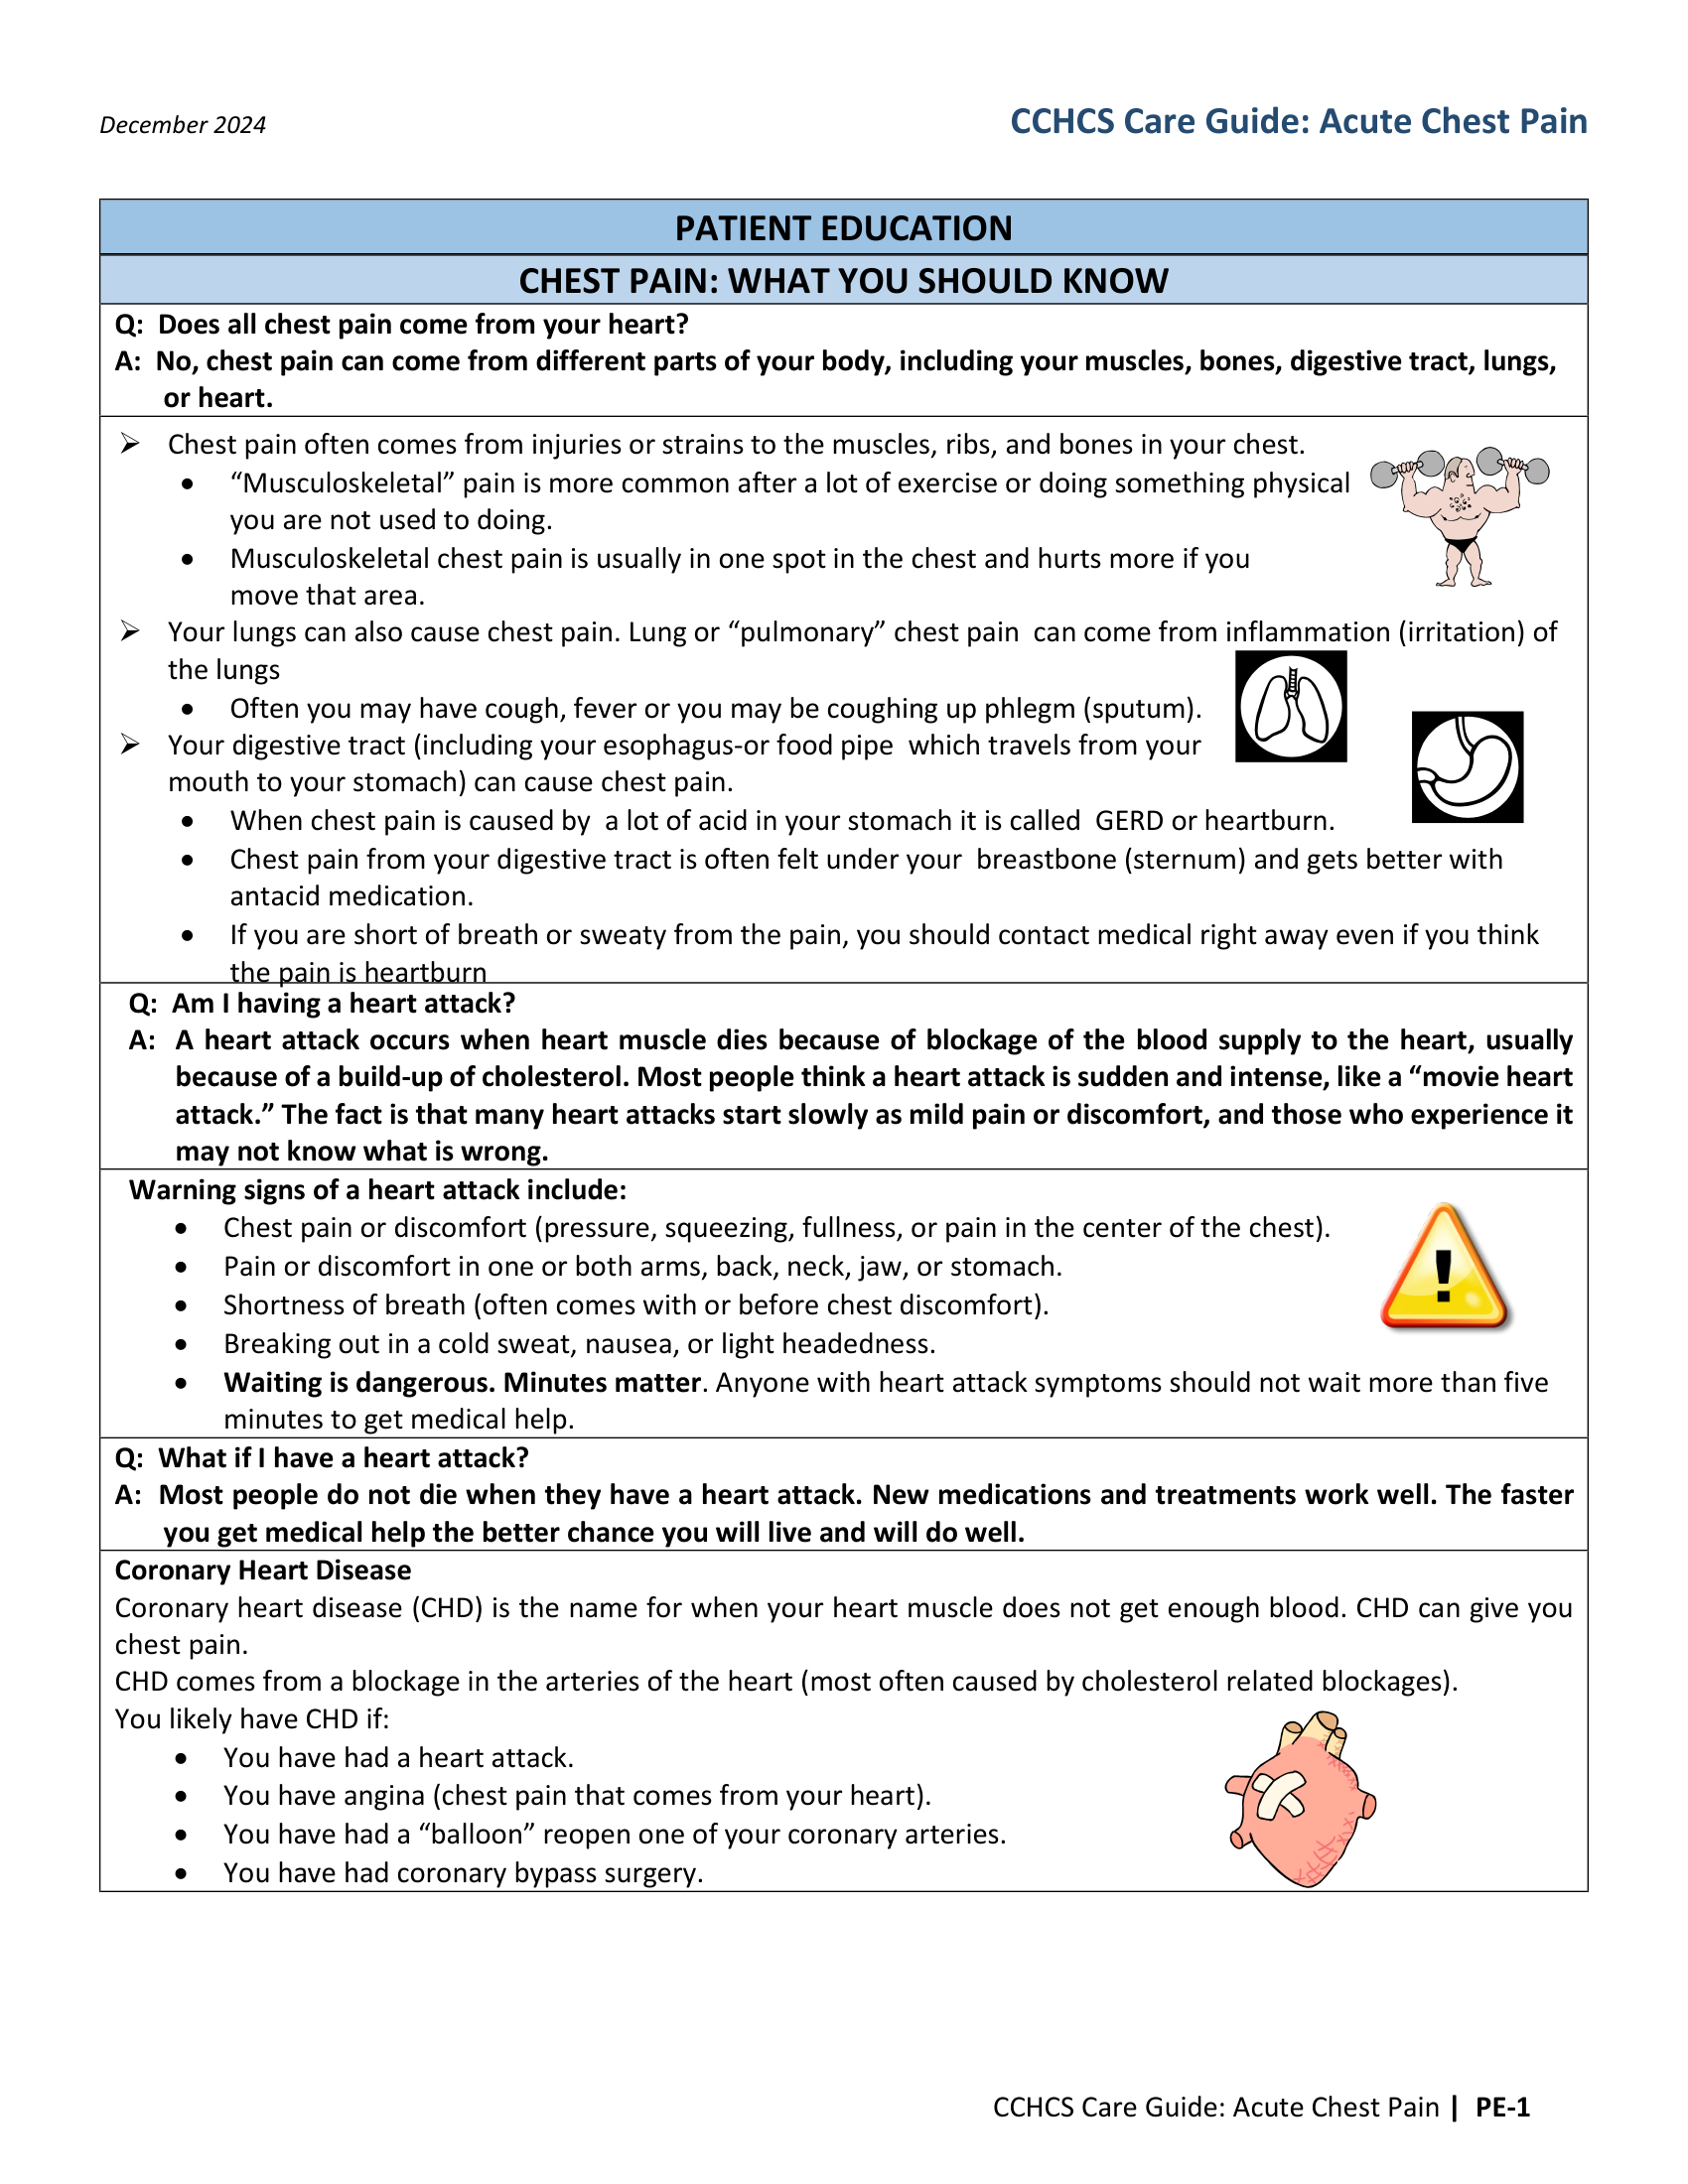 December 2024
CCHCS Care Guide: Acute Chest Pain
PATIENT EDUCATION
CHEST PAIN: WHAT YOU SHOULD KNOW
Q:  Does all chest pain come from your heart?
A:  No, chest pain can come from different parts of your body, including your muscles, bones, digestive tract, lungs,
or heart.
➢ Chest pain often comes from injuries or strains to the muscles, ribs, and bones in your chest.
• “Musculoskeletal” pain is more common after a lot of exercise or doing something physical
you are not used to doing.
• Musculoskeletal chest pain is usually in one spot in the chest and hurts more if you
move that area.
➢ Your lungs can also cause chest pain. Lung or “pulmonary” chest pain  can come from inflammation (irritation) of
the lungs
• Often you may have cough, fever or you may be coughing up phlegm (sputum).
➢ Your digestive tract (including your esophagus-or food pipe  which travels from your
mouth to your stomach) can cause chest pain.
• When chest pain is caused by  a lot of acid in your stomach it is called  GERD or heartburn.
• Chest pain from your digestive tract is often felt under your  breastbone (sternum) and gets better with
antacid medication.
• If you are short of breath or sweaty from the pain, you should contact medical right away even if you think
the pain is heartburn
Q:  Am I having a heart attack?
A:  A heart attack occurs when heart muscle dies because of blockage of the blood supply to the heart, usually
because of a build-up of cholesterol. Most people think a heart attack is sudden and intense, like a “movie heart
attack.” The fact is that many heart attacks start slowly as mild pain or discomfort, and those who experience it
may not know what is wrong.
Warning signs of a heart attack include:
• Chest pain or discomfort (pressure, squeezing, fullness, or pain in the center of the chest).
• Pain or discomfort in one or both arms, back, neck, jaw, or stomach.
• Shortness of breath (often comes with or before chest discomfort).
• Breaking out in a cold sweat, nausea, or light headedness.
• Waiting is dangerous. Minutes matter. Anyone with heart attack symptoms should not wait more than five
minutes to get medical help.
Q:  What if I have a heart attack?
A:  Most people do not die when they have a heart attack. New medications and treatments work well. The faster
you get medical help the better chance you will live and will do well.
Coronary Heart Disease
Coronary heart disease (CHD) is the name for when your heart muscle does not get enough blood. CHD can give you
chest pain.
CHD comes from a blockage in the arteries of the heart (most often caused by cholesterol related blockages).
You likely have CHD if:
• You have had a heart attack.
• You have angina (chest pain that comes from your heart).
• You have had a “balloon” reopen one of your coronary arteries.
• You have had coronary bypass surgery.
CCHCS Care Guide: Acute Chest Pain |  PE-1